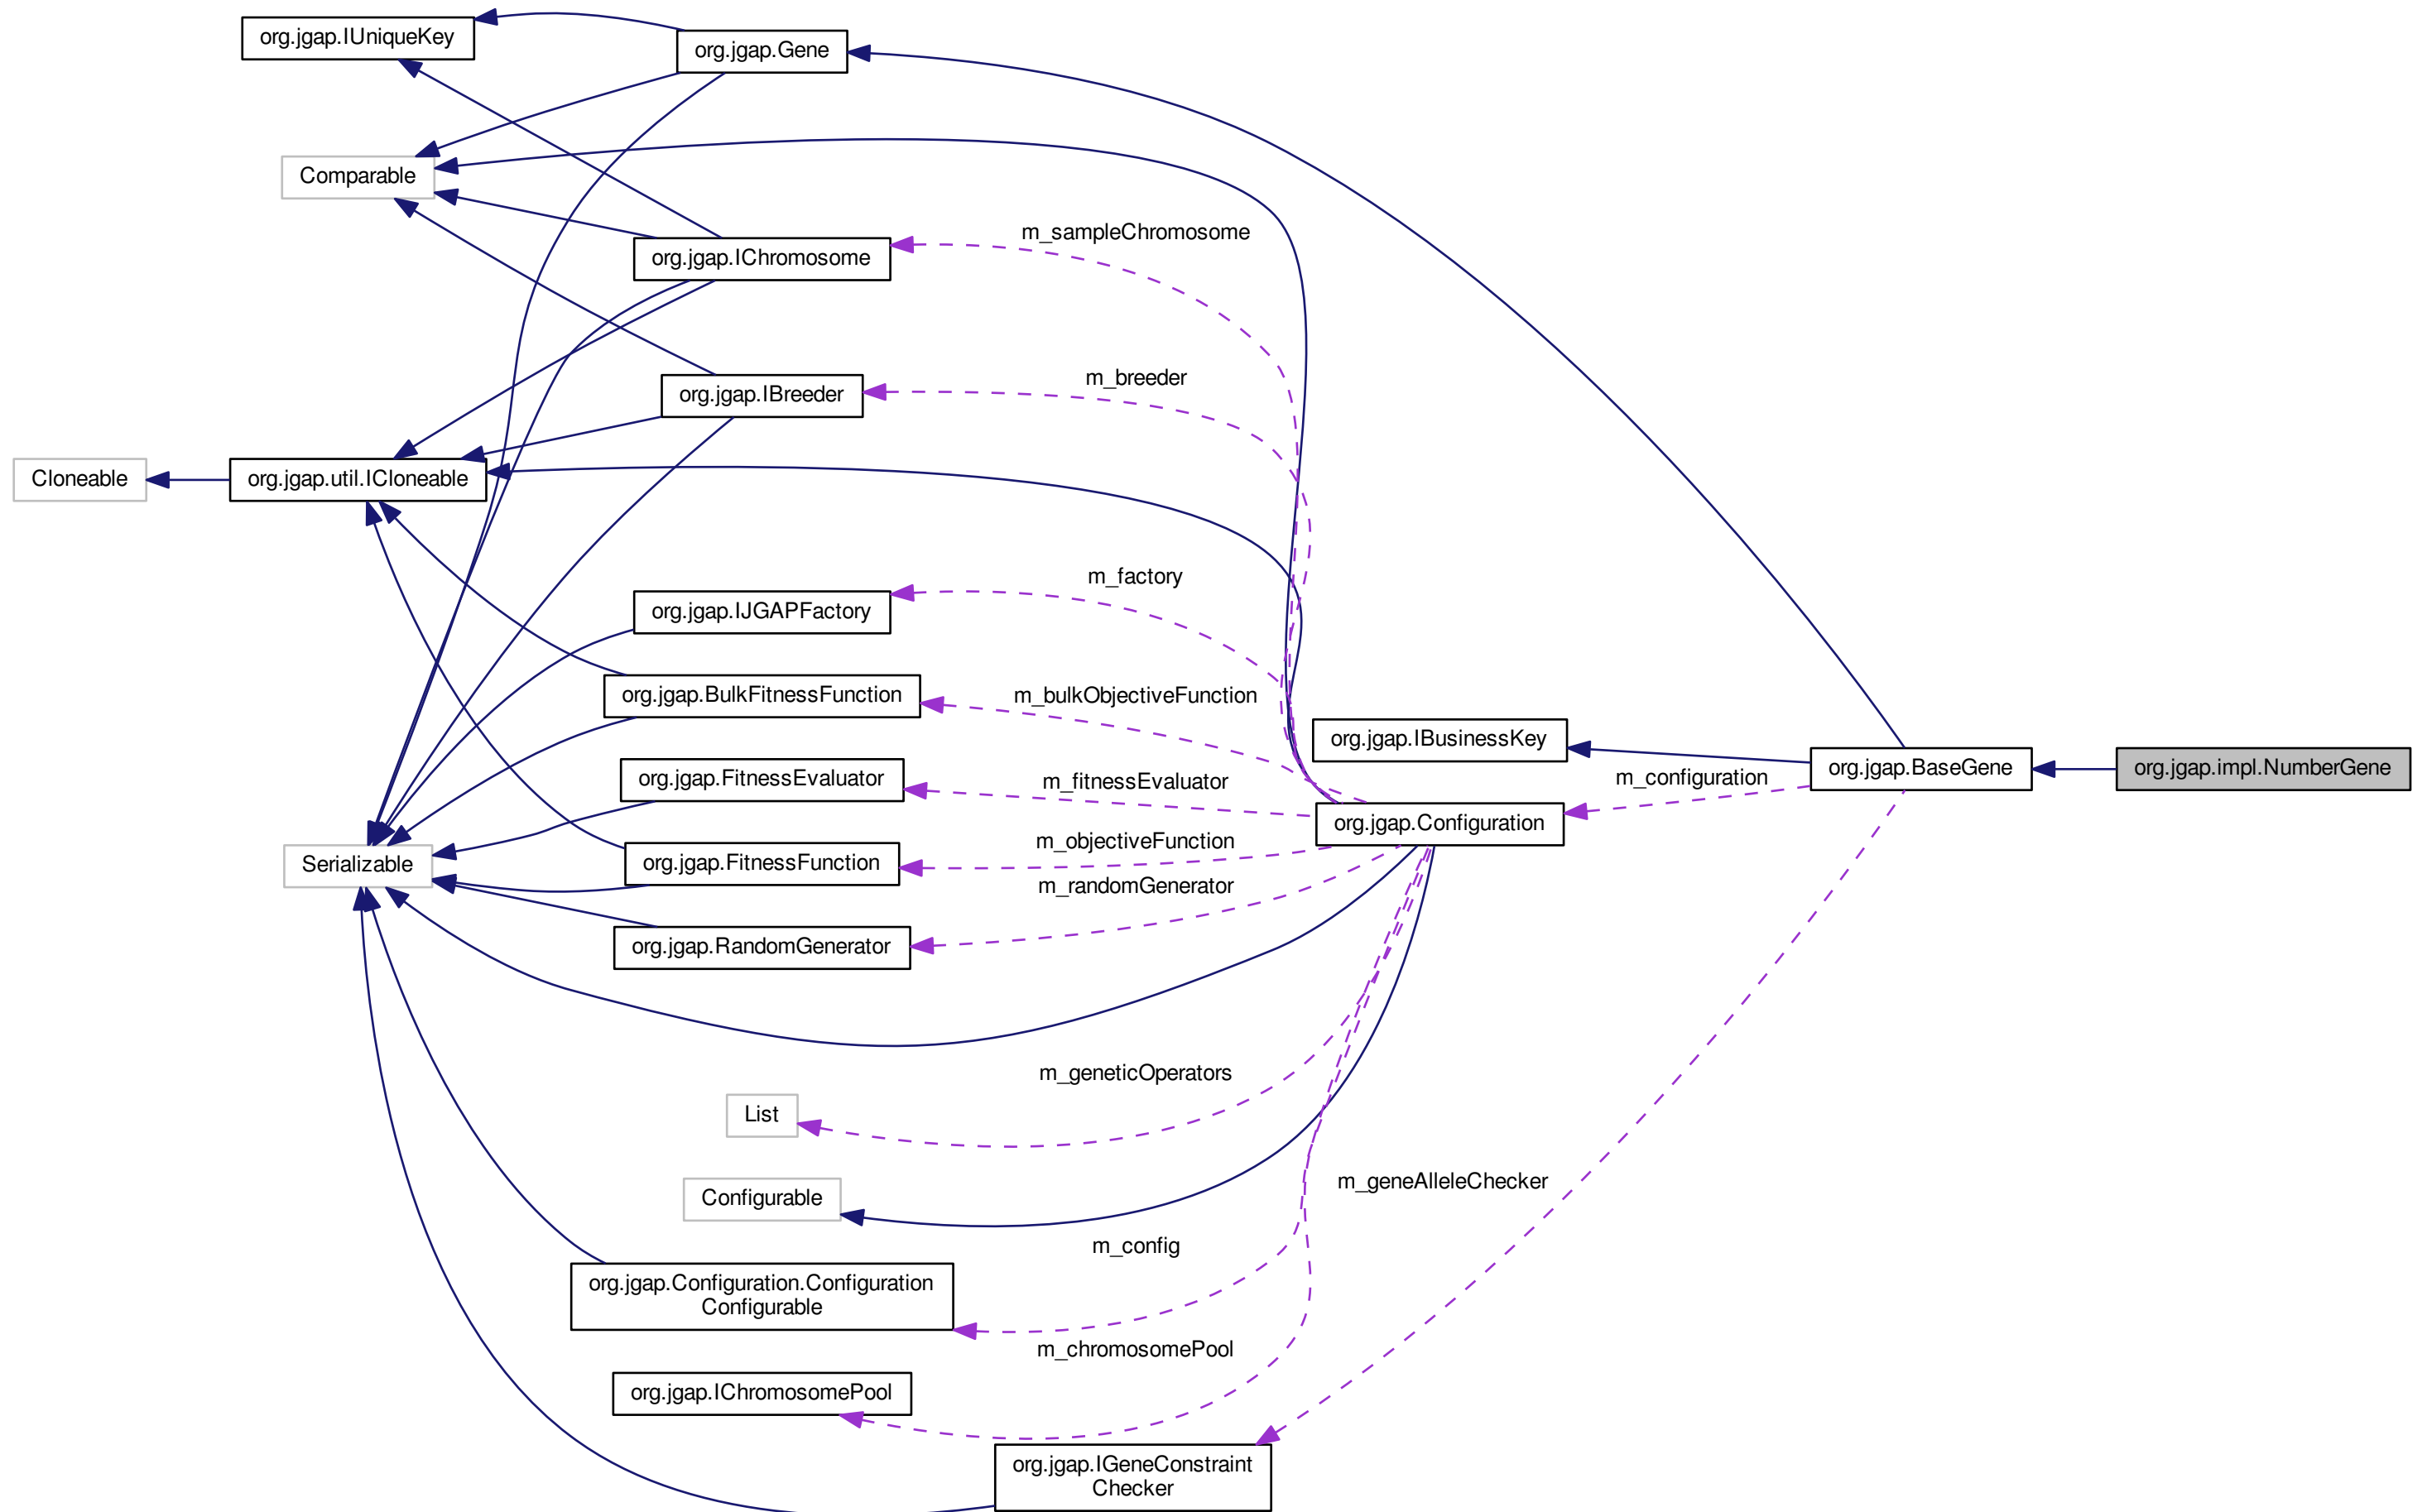 org.jgap.IUniqueKey
org.jgap.Gene
Comparable
m_sampleChromosome
org.jgap.IChromosome
m_breeder
org.jgap.IBreeder
Cloneable
org.jgap.util.ICloneable
m_factory
org.jgap.IJGAPFactory
m_bulkObjectiveFunction
org.jgap.BulkFitnessFunction
org.jgap.IBusinessKey
org.jgap.BaseGene
org.jgap.impl.NumberGene
m_configuration
m_fitnessEvaluator
org.jgap.FitnessEvaluator
org.jgap.Configuration
m_objectiveFunction
Serializable
org.jgap.FitnessFunction
m_randomGenerator
org.jgap.RandomGenerator
m_geneticOperators
List
m_geneAlleleChecker
Configurable
m_config
org.jgap.Configuration.Configuration
Configurable
m_chromosomePool
org.jgap.IChromosomePool
org.jgap.IGeneConstraint
Checker